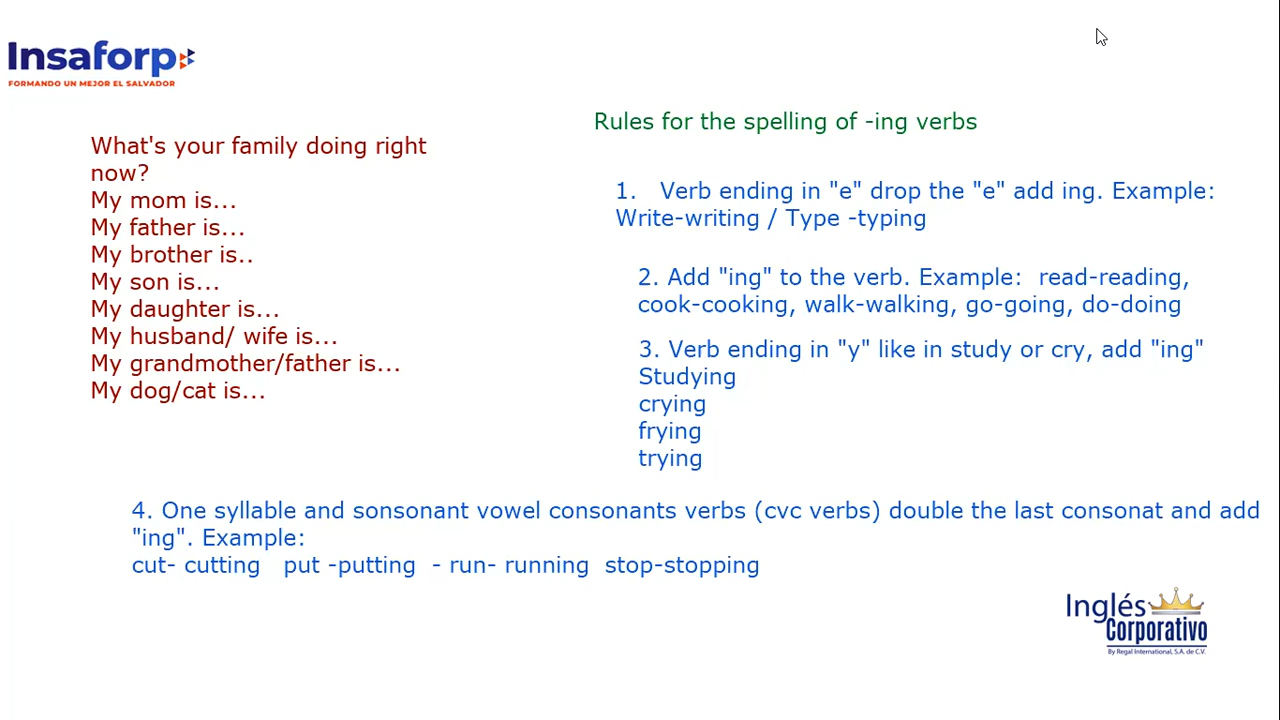 Insaforp
FORMANDO UN MEJOR EL SALVADOR
What's your family doing right
now?
My mom is...
My father is...
My brother is..
My son is...
My daughter is...
My husband/ wife is...
My grandmother/father is...
My dog/cat is...
Rules for the spelling of -ing verbs
1. Verb ending in "e" drop the "e" add ing. Example:
Write-writing / Type -typing
2. Add "ing" to the verb. Example: read-reading,
cook-cooking, walk-walking, go-going, do-doing
3. Verb ending in "y" like in study or cry, add "ing"
Studying
crying
frying
trying
4. One syllable and sonsonant vowel consonants verbs (cvc verbs) double the last consonat and add
"ing". Example:
cut- cutting put -putting - run- running stop-stopping
Inglés
Corporativo
By Regal International, S.A. de C.V.